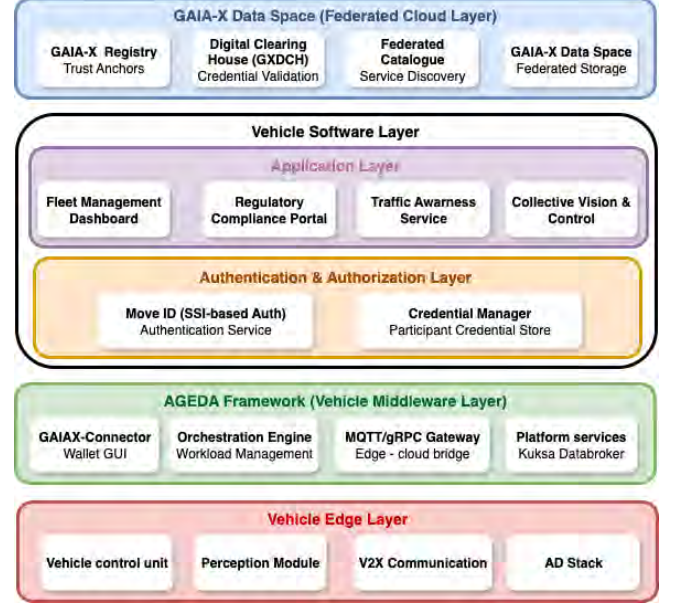 GAIA-X Data Space (Federated Cloud Layer)
GAIA-X Registry
Trust Anchors
Digital Clearing
House (GXDCH)
Credential Validation
Federated
Catalogue
Service Discovery
GAIA-X Data Space
Federated Storage
Vehicle Software Layer
Application Layer
Fleet Management
Dashboard
Regulatory
Compliance Portal
Traffic Awarness
Service
Collective Vision &
Control
Authentication & Authorization Layer
Move ID (SSI-based Auth)
Authentication Service
Credential Manager
Participant Credential Store
AGEDA Framework (Vehicle Middleware Layer)
GAIAX-Connector
Wallet GUI
Orchestration Engine
Workload Management
MQTT/gRPC Gateway
Edge - cloud bridge
Platform services
Kuksa Databroker
Vehicle Edge Layer
Vehicle control unit
Perception Module
V2X Communication
AD Stack